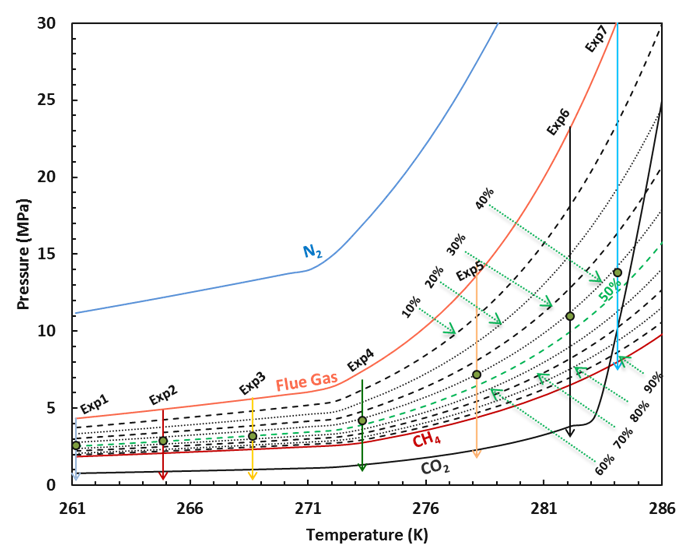 30
25
20
15
10
5
0
Pressure (MPa)
261
266
271
276
281
286
Temperature (K)
N2
Flue Gas
CH4
CO2
Exp1
Exp2
Exp3
Exp4
Exp5
Exp6
Exp7
10%
20%
30%
40%
50%
60%
70%
80%
90%